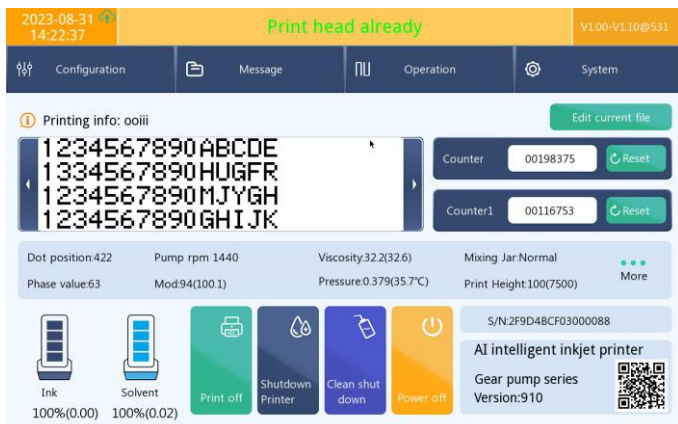 2023-08-31
14:22:37
Print head already
V1.00-V1.10@531
Configuration
Message
Operation
System
Printing info: ooiii
Edit current file
1234567890ABCDE
1334567890HUGFR
1234567890MJYGH
1234567890GHIJK
Counter 00198375 Reset
Counter1 00116753 Reset
Dot position:422 Pump rpm 1440 Viscosity:32.2(32.6) Mixing Jar:Normal
Phase value:63 Mod:94(100.1) Pressure:0.379(35.7°C) Print Height:100(7500)
More
Ink
100%(0.00)
Solvent
100%(0.02)
Print off
Shutdown
Printer
Clean shut
down
Power off
S/N:2F9D4BCF03000088
AI intelligent inkjet printer
Gear pump series
Version:910